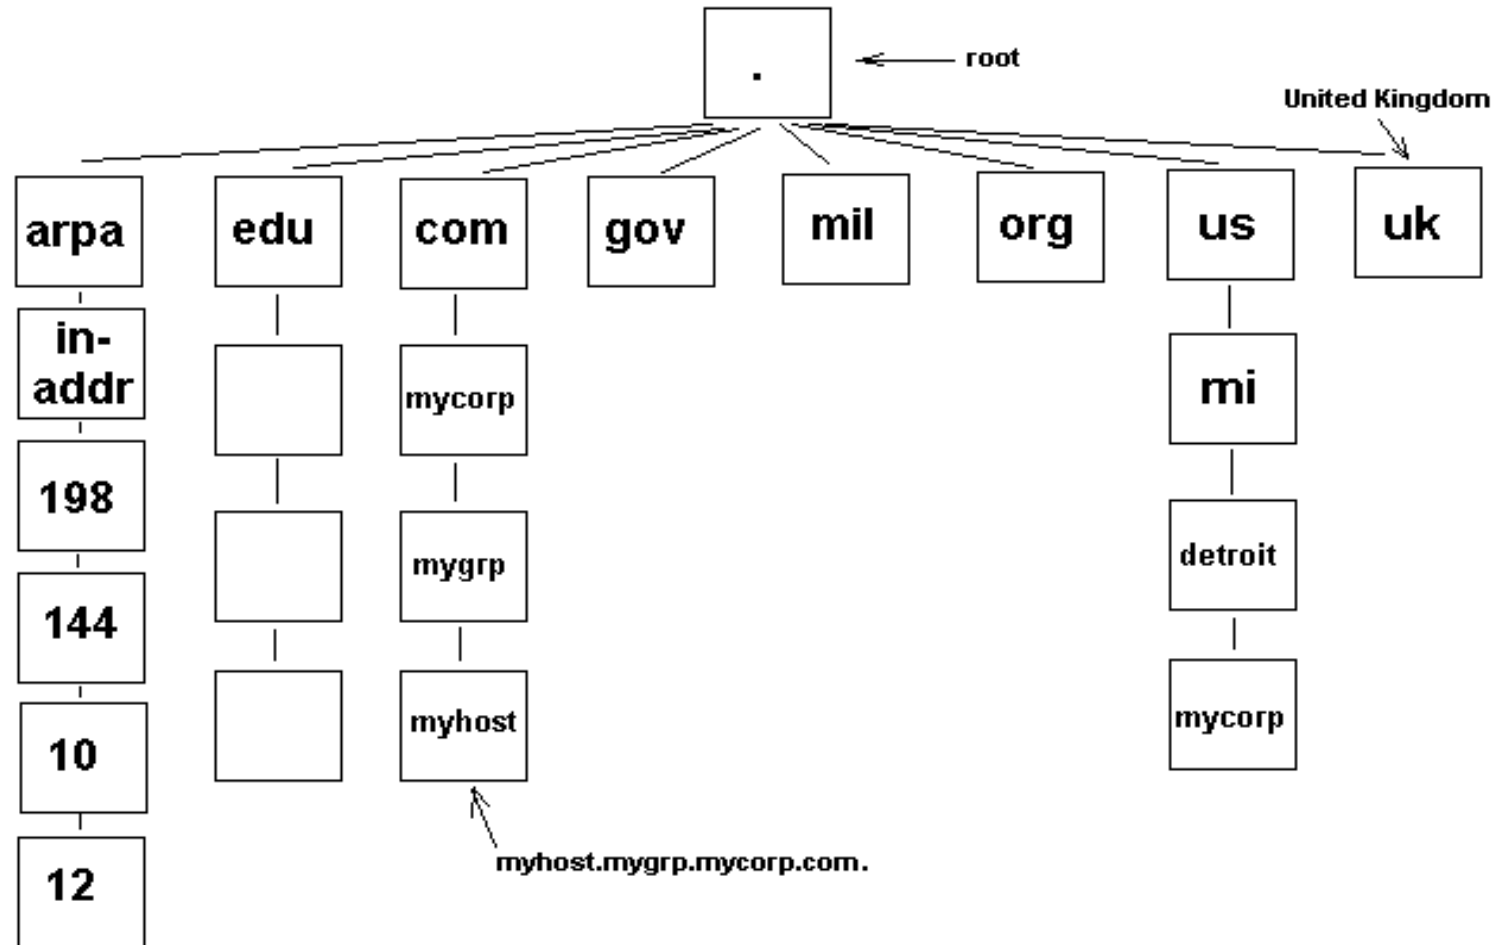 .
root
United Kingdom
arpa
edu
com
gov
mil
org
us
uk
in-
addr
mycorp
mi
198
mygrp
detroit
144
myhost
mycorp
10
myhost.mygrp.mycorp.com.
12